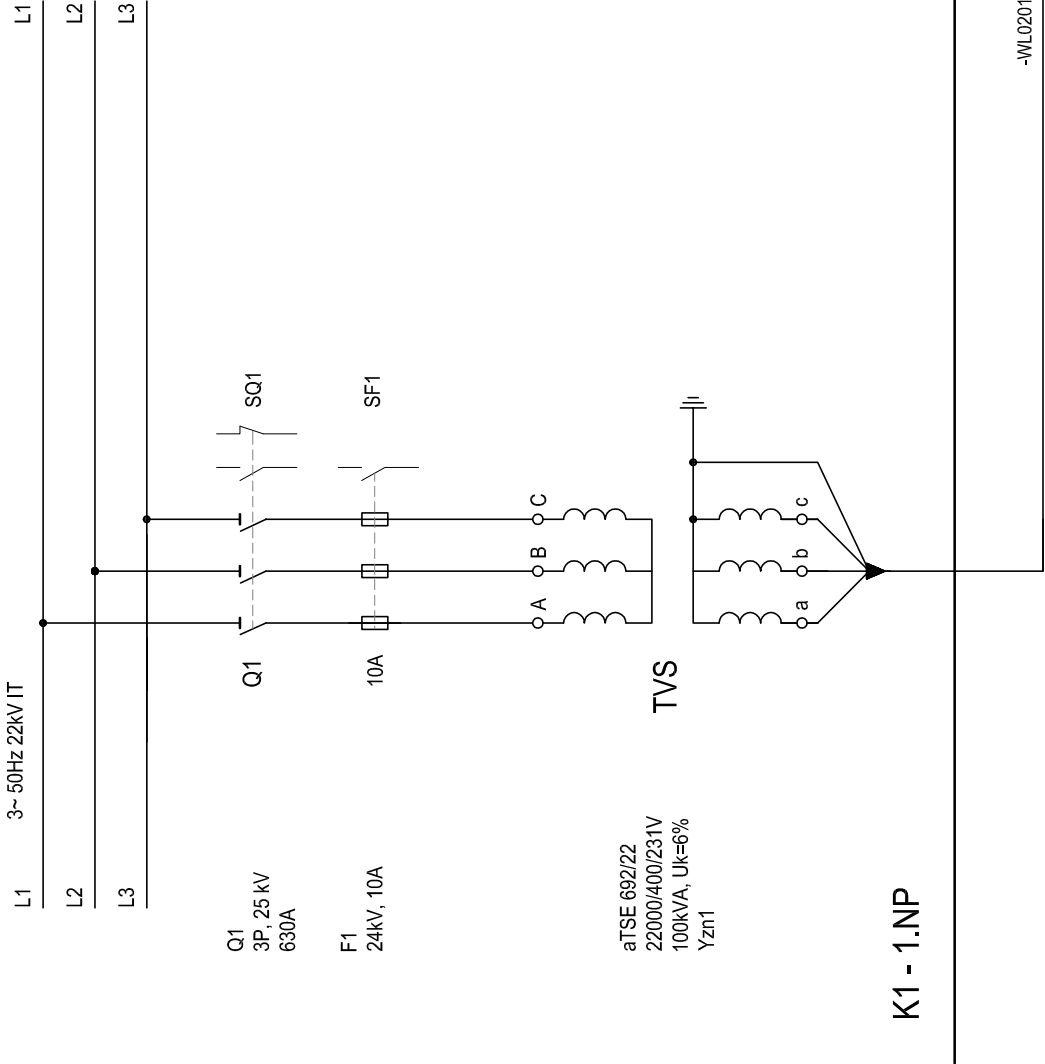 3~ 50Hz 22kV IT
L1
L1
L2
L2
L3
L3
Q1
3P, 25 kV
630A
Q1
SQ1
F1
24kV, 10A
10A
SF1
A
B
C
aTSE 692/22
22000/400/231V
100kVA, Uk=6%
Yzn1
TVS
a
b
c
K1 - 1.NP
-WL0201